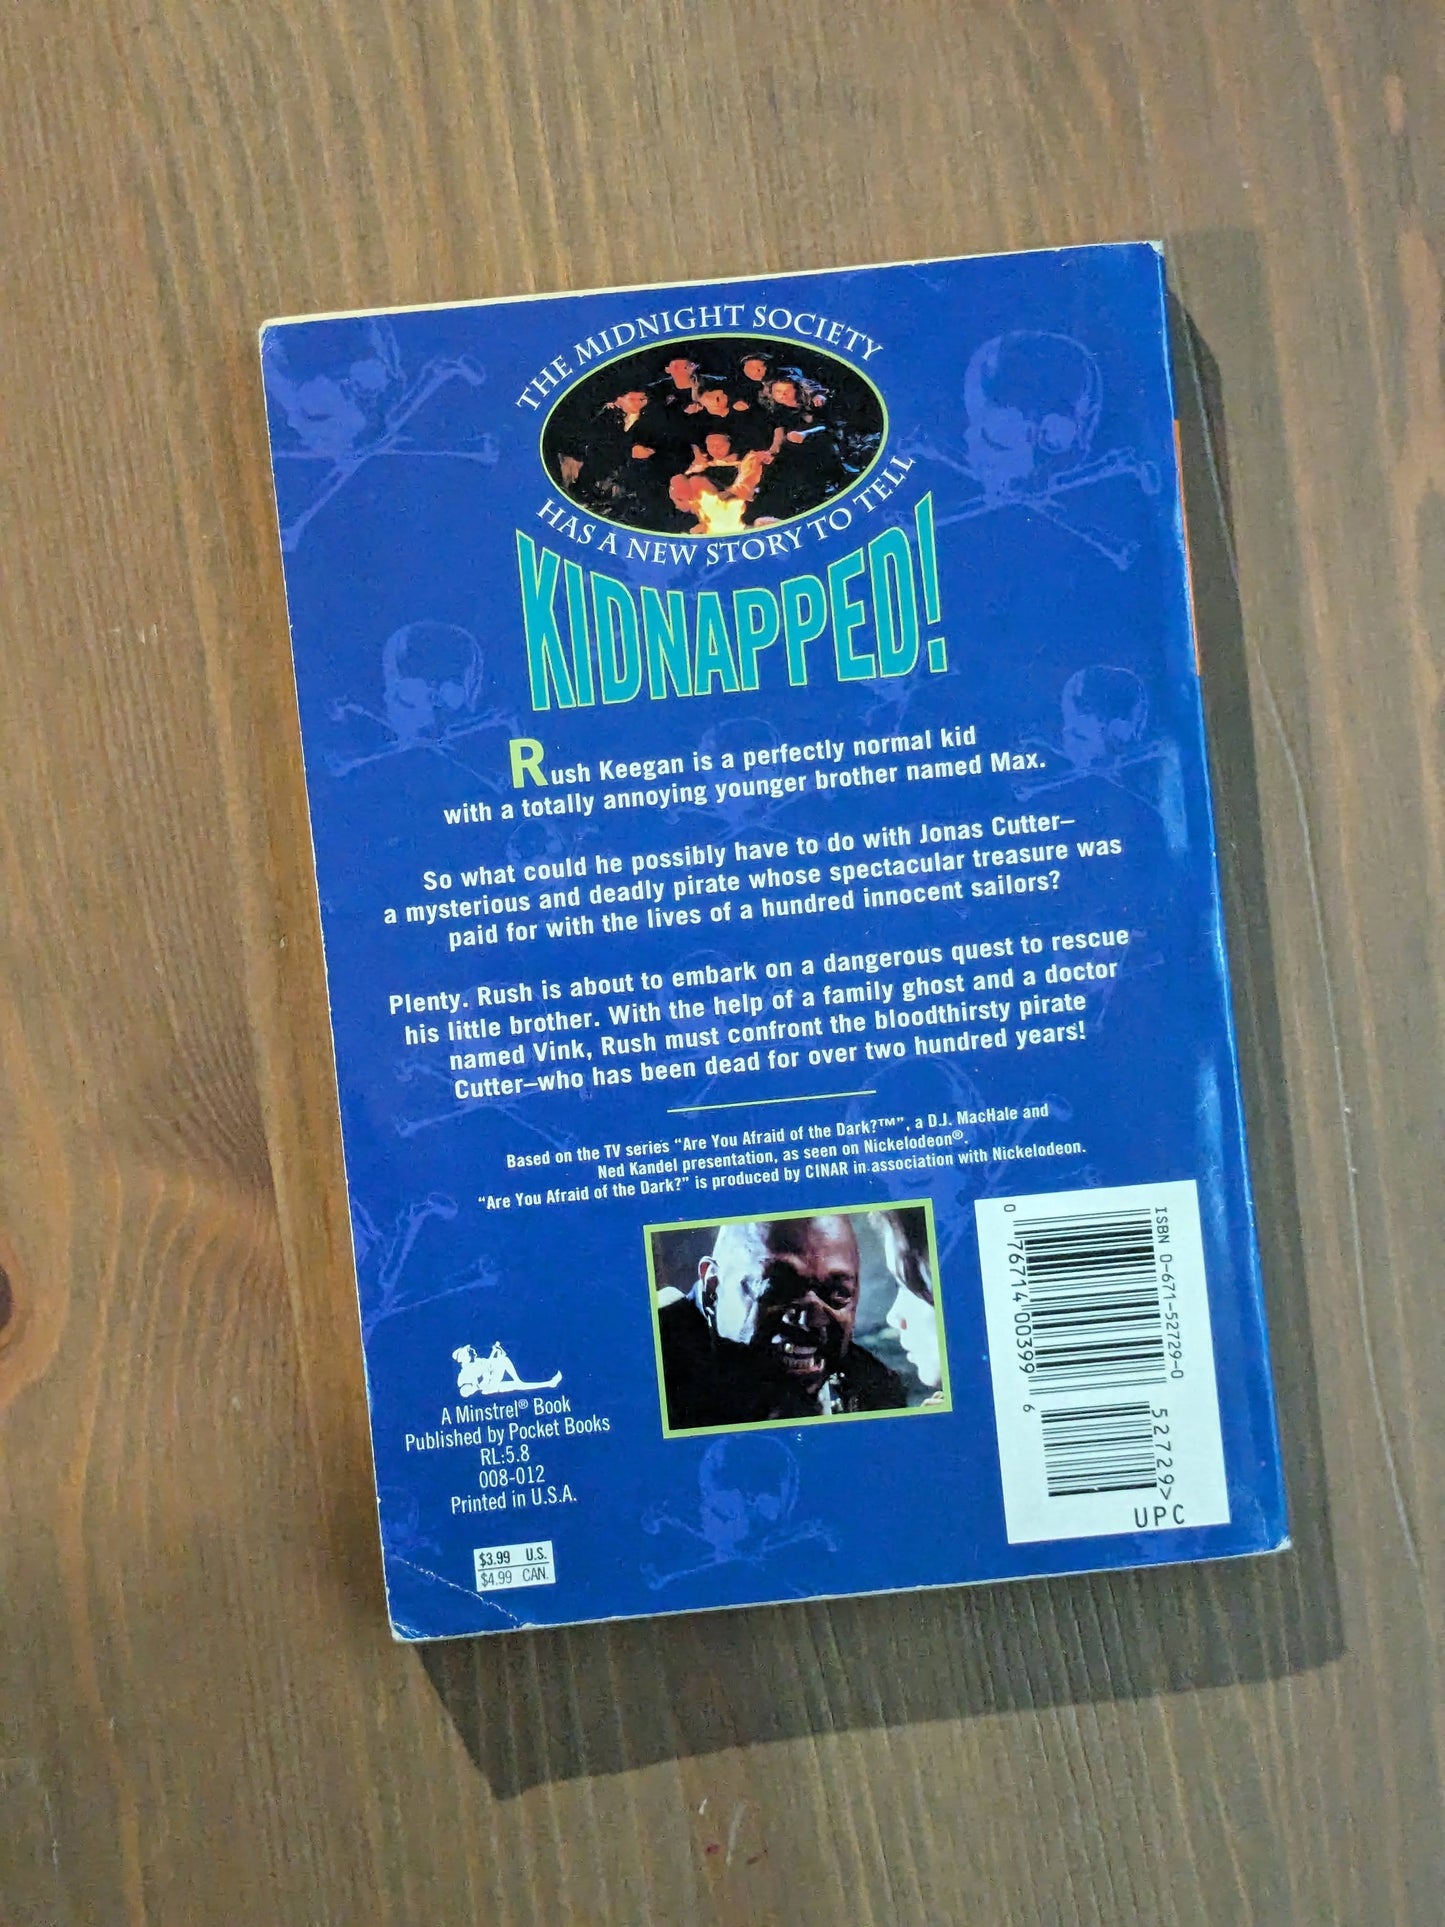 THE MIDNIGHT SOCIETY
HAS A NEW STORY TO TELL
KIDNAPPED!
Rush Keegan is a perfectly normal kid
with a totally annoying younger brother named Max.
So what could he possibly have to do with Jonas Cutter–
a mysterious and deadly pirate whose spectacular treasure was
paid for with the lives of a hundred innocent sailors?
Plenty. Rush is about to embark on a dangerous quest to rescue
his little brother. With the help of a family ghost and a doctor
named Vink, Rush must confront the bloodthirsty pirate
Cutter–who has been dead for over two hundred years!
Based on the TV series "Are You Afraid of the Dark?™", a D.J. MacHale and
Ned Kandel presentation, as seen on Nickelodeon®.
"Are You Afraid of the Dark?" is produced by CINAR in association with Nickelodeon.
A Minstrel® Book
Published by Pocket Books
RL:5.8
008-012
Printed in U.S.A.
$3.99 U.S.
$4.99 CAN.
ISBN 0-671-52729-0
0 76714 00399 6
52729>
UPC